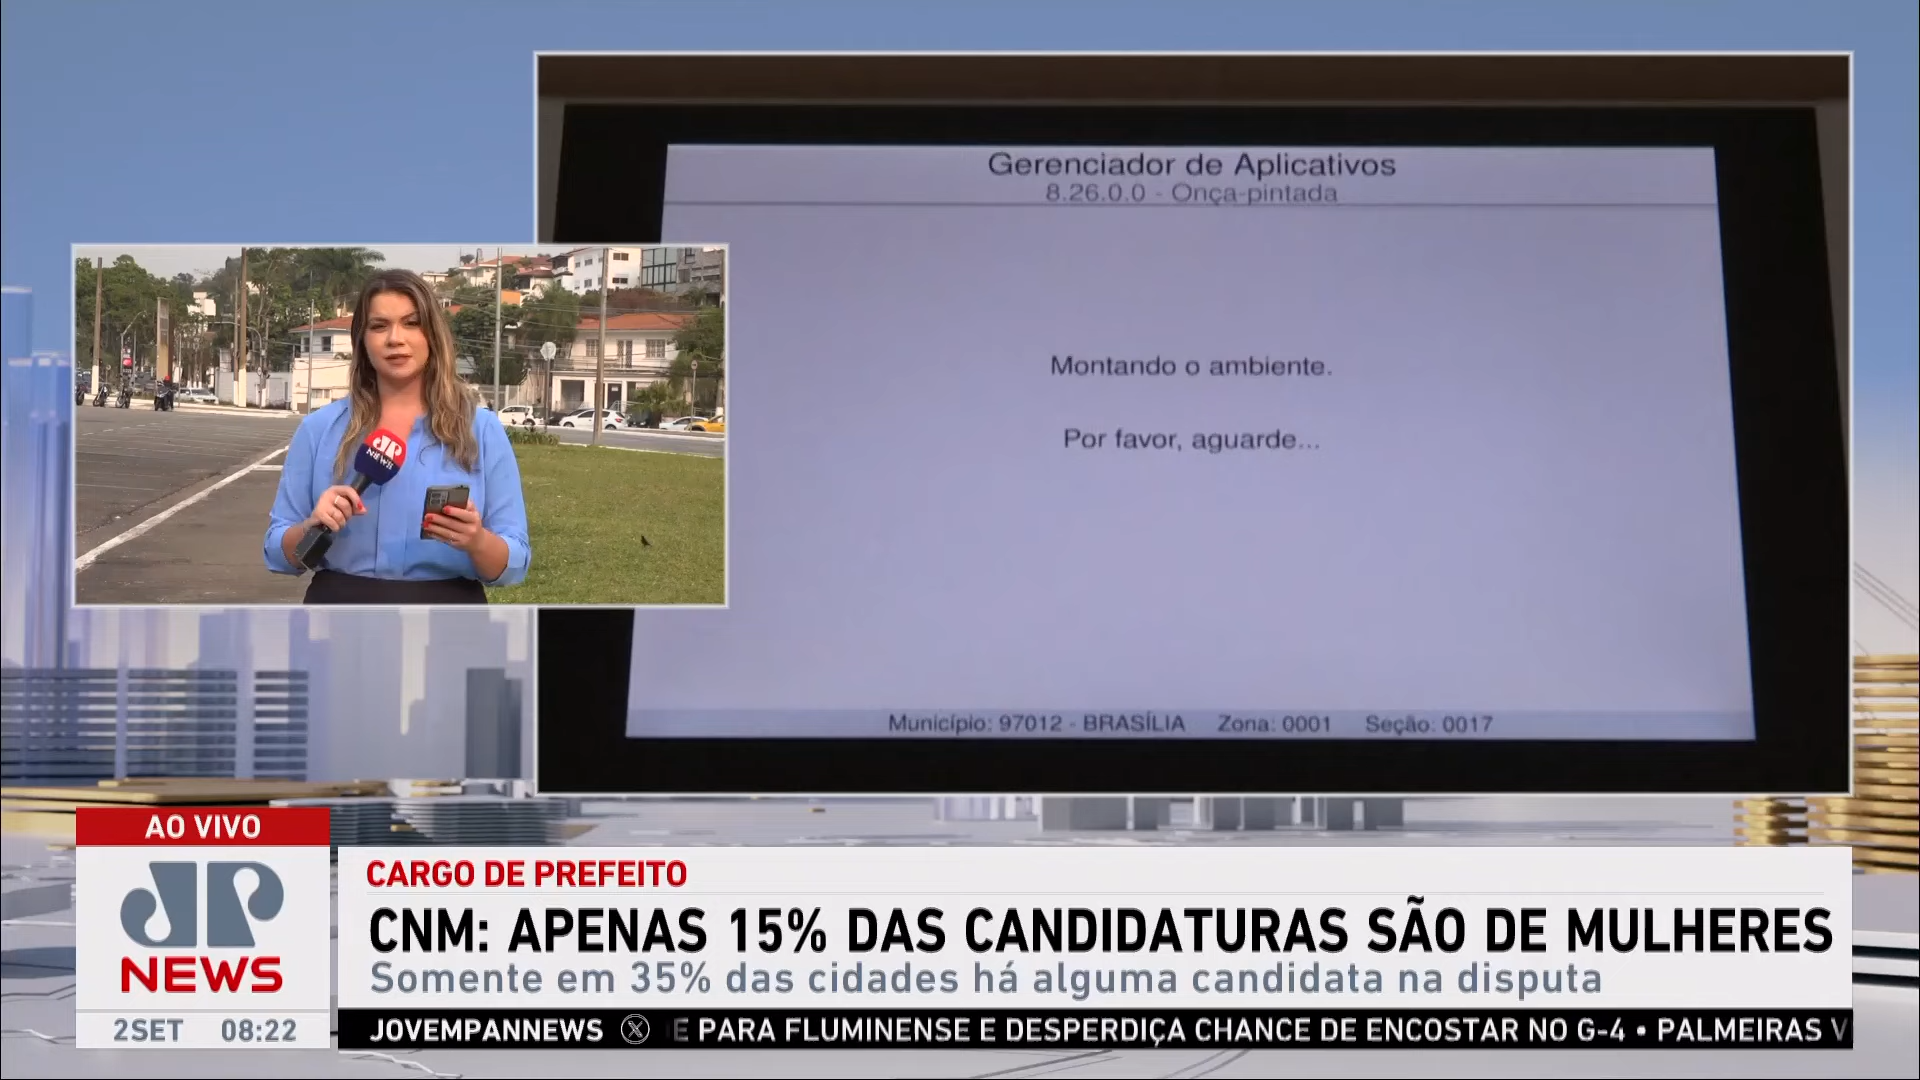 Gerenciador de Aplicativos
8.26.0.0 - Onça-pintada
Montando o ambiente.
Por favor, aguarde...
Município: 97012 - BRASÍLIA Zona: 0001 Seção: 0017
JP
NEWS
AO VIVO
JP
NEWS
2SET 08:22
CARGO DE PREFEITO
CNM: APENAS 15% DAS CANDIDATURAS SÃO DE MULHERES
Somente em 35% das cidades há alguma candidata na disputa
JOVEMPANNEWS X E PARA FLUMINENSE E DESPERDIÇA CHANCE DE ENCOSTAR NO G-4 • PALMEIRAS V